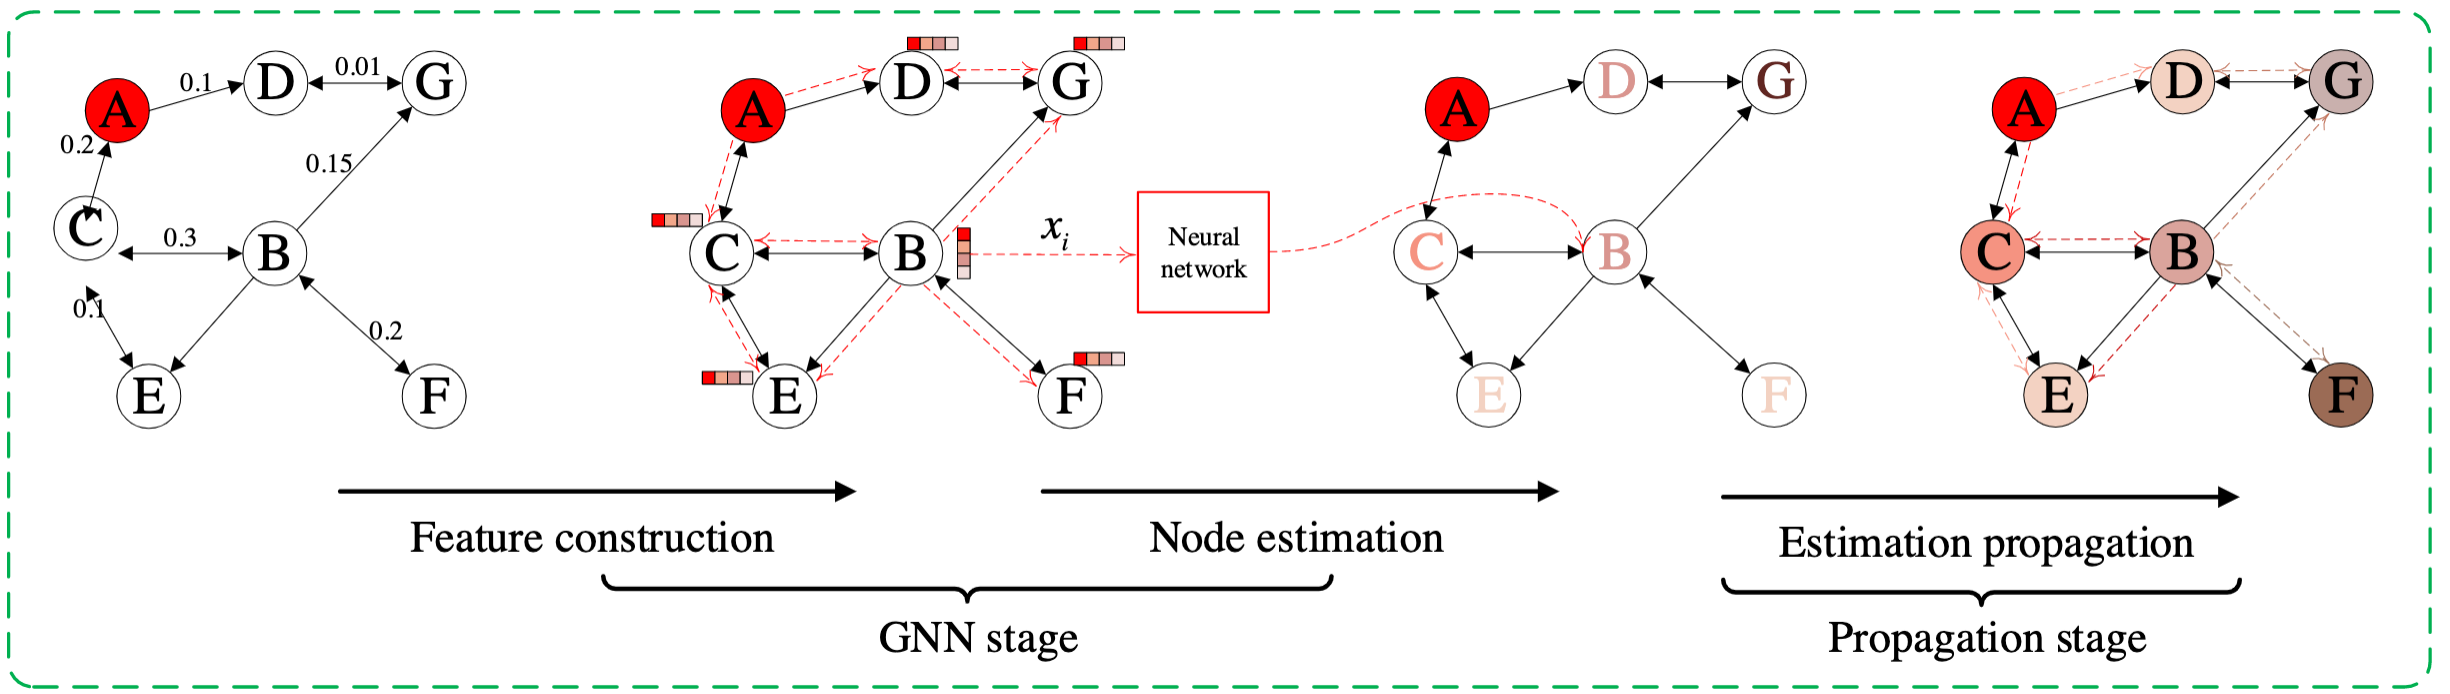 A
0.1
D
0.01
G
0.2
0.15
C
0.3
B
0.1
0.2
E
F
A
D
G
C
B
E
F
x_i
Neural
network
A
D
G
C
B
E
F
A
D
G
C
B
E
F
Feature construction
Node estimation
Estimation propagation
GNN stage
Propagation stage